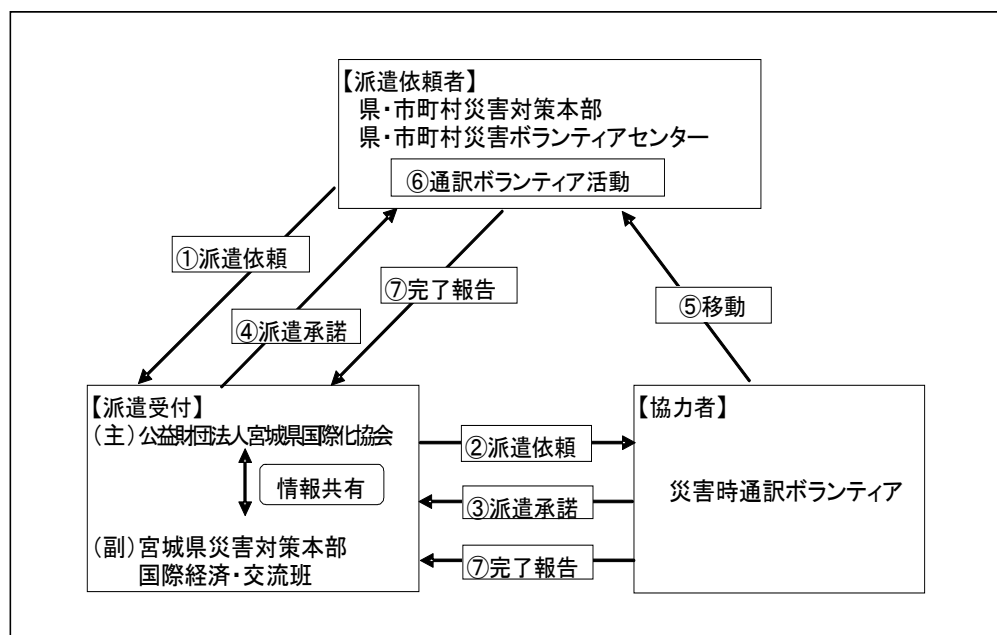 【派遣依頼者】
県・市町村災害対策本部
県・市町村災害ボランティアセンター
⑥通訳ボランティア活動
①派遣依頼
④派遣承諾
⑦完了報告
⑤移動
【派遣受付】
（主）公益財団法人宮城県国際化協会
情報共有
（副）宮城県災害対策本部
国際経済・交流班
②派遣依頼
③派遣承諾
⑦完了報告
【協力者】
災害時通訳ボランティア